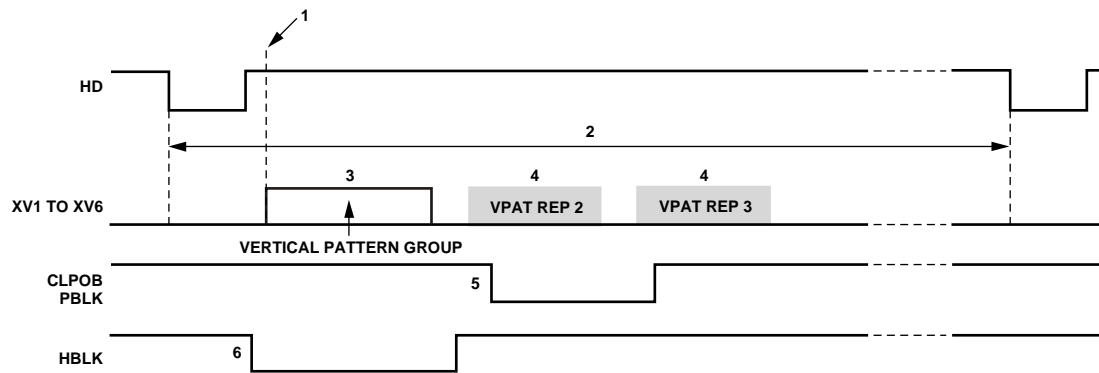 1
HD
2
3
4
4
XV1 TO XV6
VPAT REP 2
VPAT REP 3
VERTICAL PATTERN GROUP
CLPOB
PBLK
5
HBLK
6